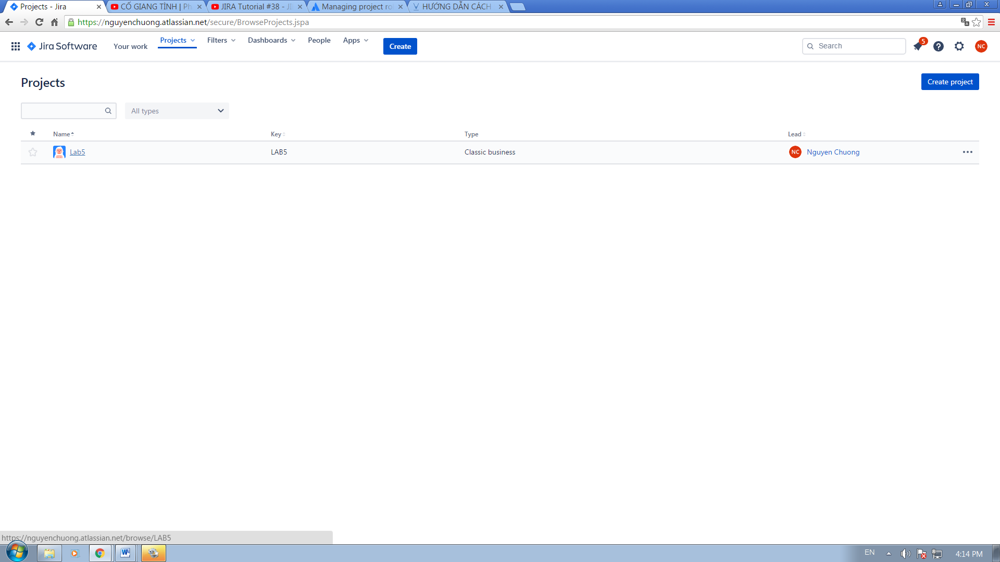 Projects - Jira
CỐ GIANG TÌNH | Ph
JIRA Tutorial #38 - JI
Managing project ro
HƯỚNG DẪN CÁCH
https://nguyenchuong.atlassian.net/secure/BrowseProjects.jspa
Jira Software Your work Projects Filters Dashboards People Apps Create Search 5 NC
Projects Create project
All types
Name Key Type Lead
Lab5 LAB5 Classic business NC Nguyen Chuong
https://nguyenchuong.atlassian.net/browse/LAB5
EN 4:14 PM